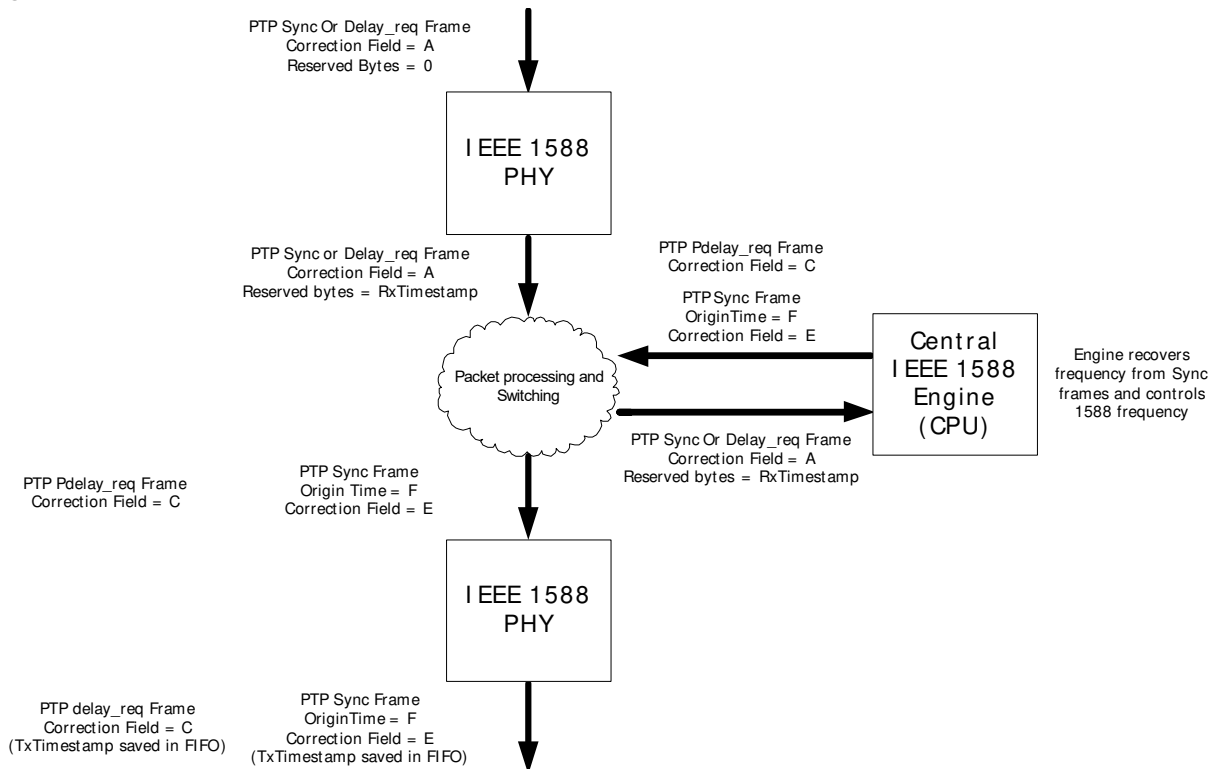 PTP Sync Or Delay_req Frame
Correction Field = A
Reserved Bytes = 0
IEEE 1588
PHY
PTP Sync or Delay_req Frame
Correction Field = A
Reserved bytes = RxTimestamp
PTP Pdelay_req Frame
Correction Field = C
PTP Sync Frame
OriginTime = F
Correction Field = E
Packet processing and
Switching
Central
IEEE 1588
Engine
(CPU)
Engine recovers
frequency from Sync
frames and controls
1588 frequency
PTP Sync Or Delay_req Frame
Correction Field = A
Reserved bytes = RxTimestamp
PTP Pdelay_req Frame
Correction Field = C
PTP Sync Frame
Origin Time = F
Correction Field = E
IEEE 1588
PHY
PTP delay_req Frame
Correction Field = C
(TxTimestamp saved in FIFO)
PTP Sync Frame
OriginTime = F
Correction Field = E
(TxTimestamp saved in FIFO)